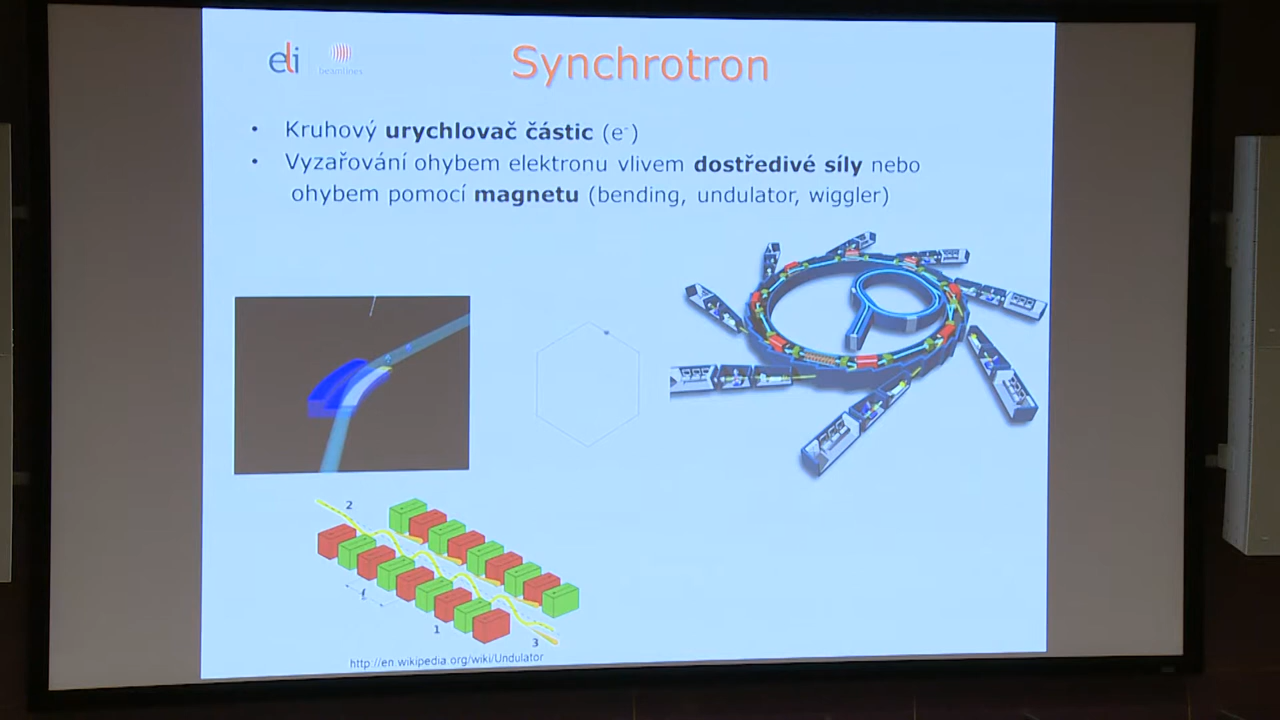 eli
beamlines
Synchrotron
• Kruhový urychlovač částic (e-)
• Vyzařování ohybem elektronu vlivem dostředivé síly nebo
ohybem pomocí magnetu (bending, undulator, wiggler)
2
1
3
http://en.wikipedia.org/wiki/Undulator